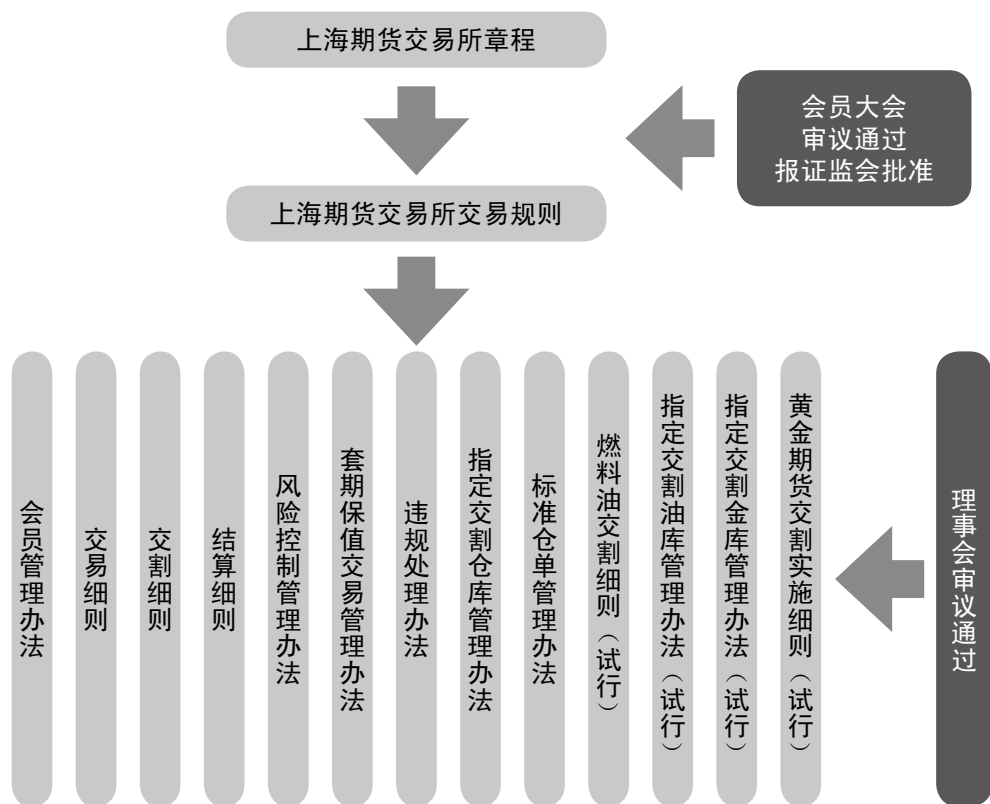 上海期货交易所章程
会员大会
审议通过
报证监会批准
上海期货交易所交易规则
会员管理办法
交易细则
交割细则
结算细则
风险控制管理办法
套期保值交易管理办法
违规处理办法
指定交割仓库管理办法
标准仓单管理办法
燃料油交割细则（试行）
指定交割油库管理办法（试行）
指定交割金库管理办法（试行）
黄金期货交割实施细则（试行）
理事会审议通过